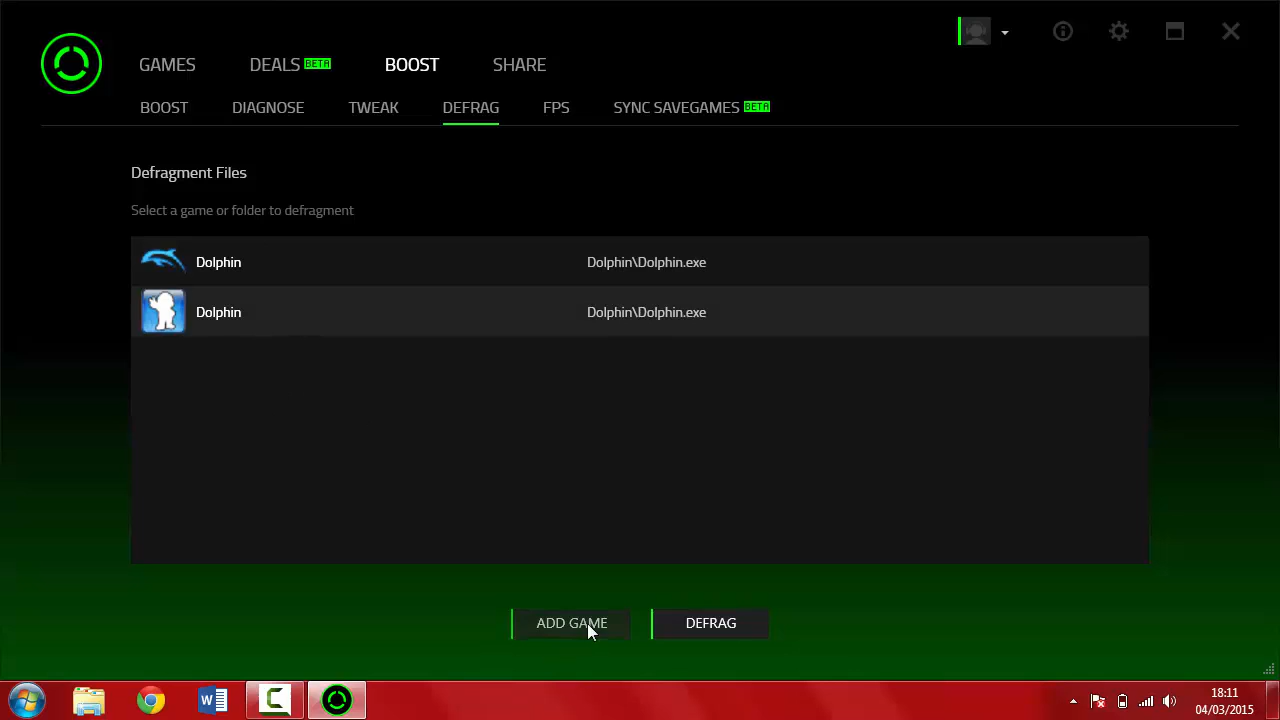 GAMES DEALS BETA BOOST SHARE
BOOST DIAGNOSE TWEAK DEFRAG FPS SYNC SAVEGAMES BETA
Defragment Files
Select a game or folder to defragment
Dolphin Dolphin\Dolphin.exe
Dolphin Dolphin\Dolphin.exe
ADD GAME DEFRAG
W
18:11
04/03/2015